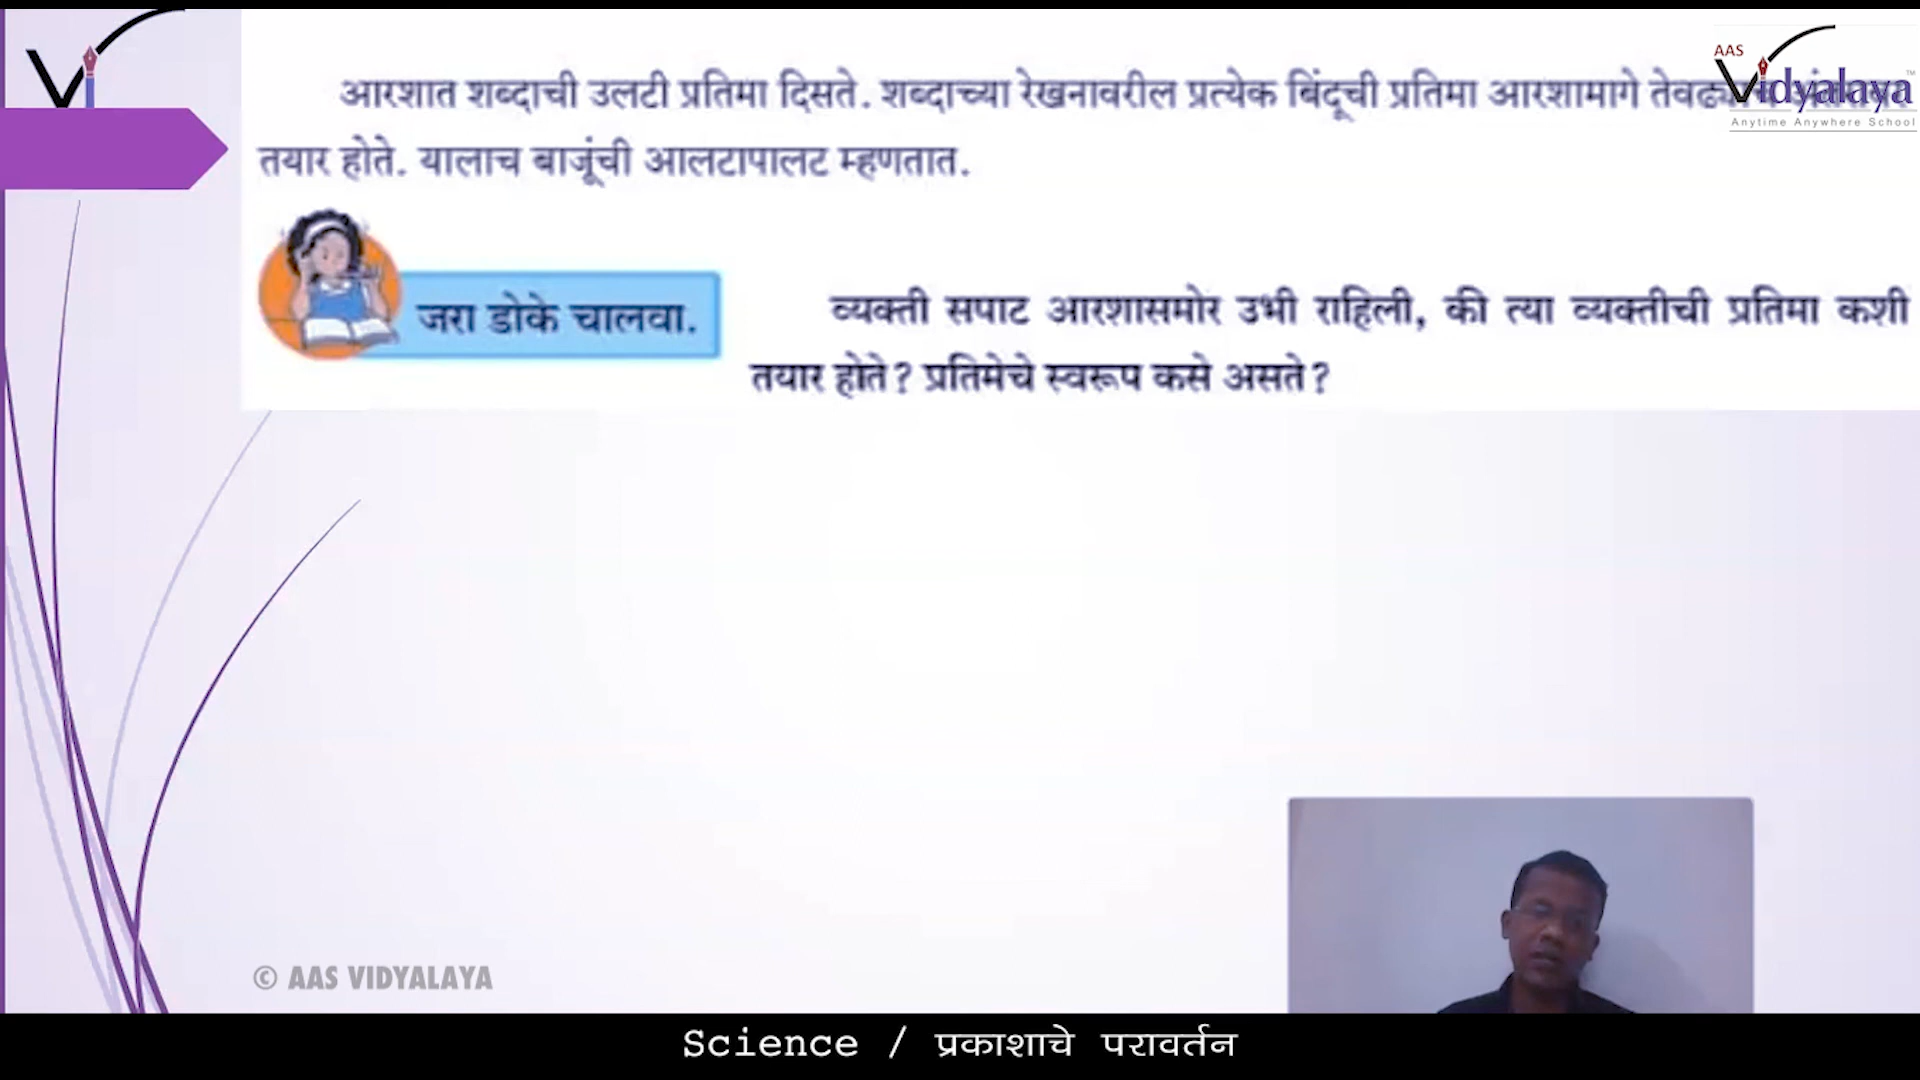 AAS
Vidyalaya
Anytime Anywhere School
आरशात शब्दाची उलटी प्रतिमा दिसते. शब्दाच्या रेखनावरील प्रत्येक बिंदूची प्रतिमा आरशामागे
तयार होते. यालाच बाजूंची आलटापालट म्हणतात.
जरा डोके चालवा.
व्यक्ती सपाट आरशासमोर उभी राहिली, की त्या व्यक्तीची प्रतिमा कशी
तयार होते? प्रतिमेचे स्वरूप कसे असते?
© AAS VIDYALAYA
Science / प्रकाशाचे परावर्तन